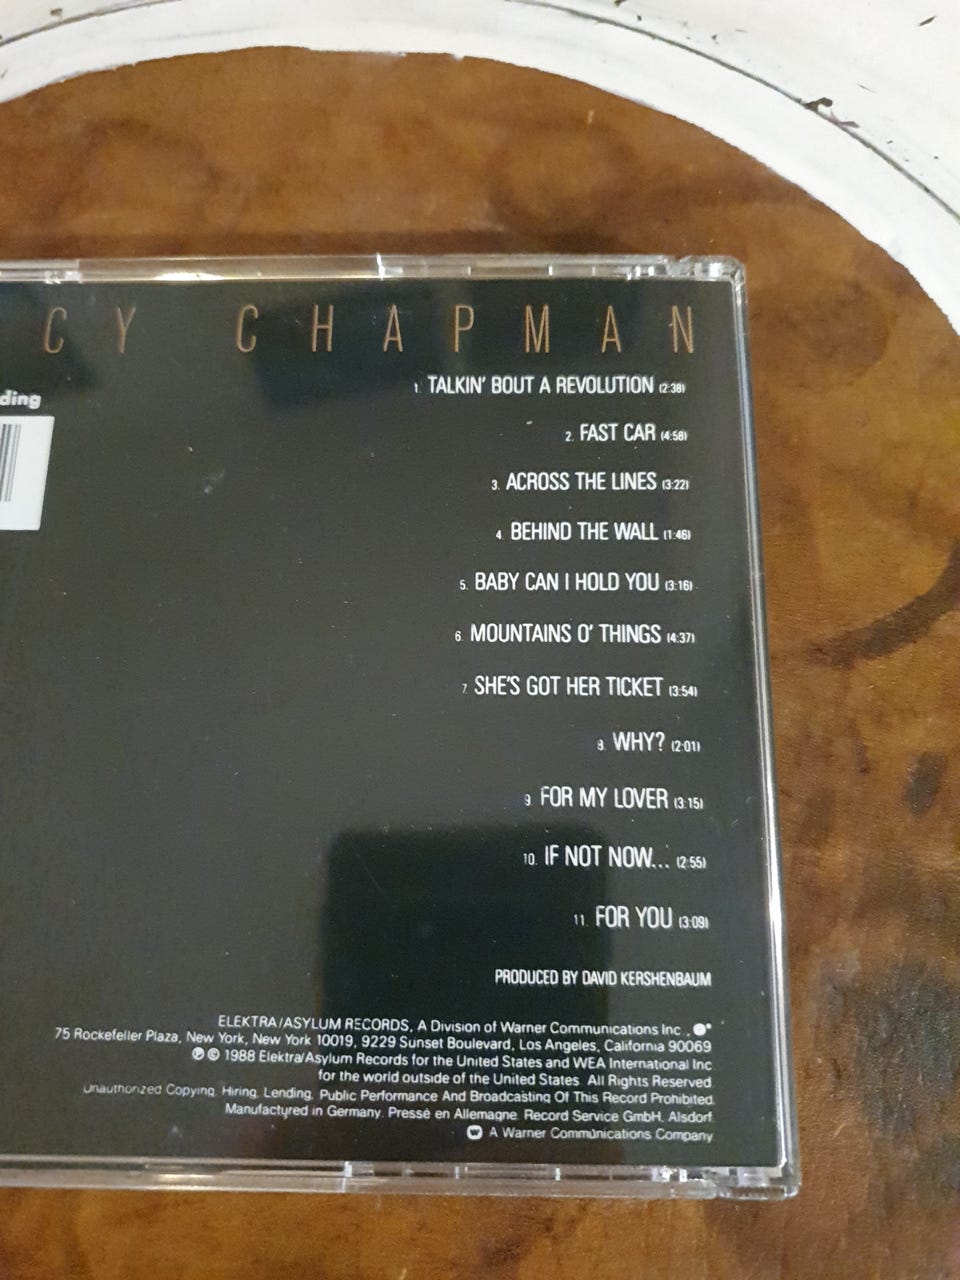 CY CHAPMAN
ding
1. TALKIN' BOUT A REVOLUTION (2:38)
2. FAST CAR (4:58)
3. ACROSS THE LINES (3:22)
4. BEHIND THE WALL (1:46)
5. BABY CAN I HOLD YOU (3:16)
6. MOUNTAINS O' THINGS (4:37)
7. SHE'S GOT HER TICKET (3:54)
8. WHY? (2:01)
9. FOR MY LOVER (3:15)
10. IF NOT NOW... (2:55)
11. FOR YOU (3:09)
PRODUCED BY DAVID KERSHENBAUM
ELEKTRA/ASYLUM RECORDS, A Division of Warner Communications Inc.,
75 Rockefeller Plaza, New York, New York 10019, 9229 Sunset Boulevard, Los Angeles, California 90069
℗ © 1988 Elektra/Asylum Records for the United States and WEA International Inc
for the world outside of the United States. All Rights Reserved.
Unauthorized Copying, Hiring, Lending, Public Performance And Broadcasting Of This Record Prohibited.
Manufactured in Germany. Pressé en Allemagne. Record Service GmbH, Alsdorf
A Warner Communications Company